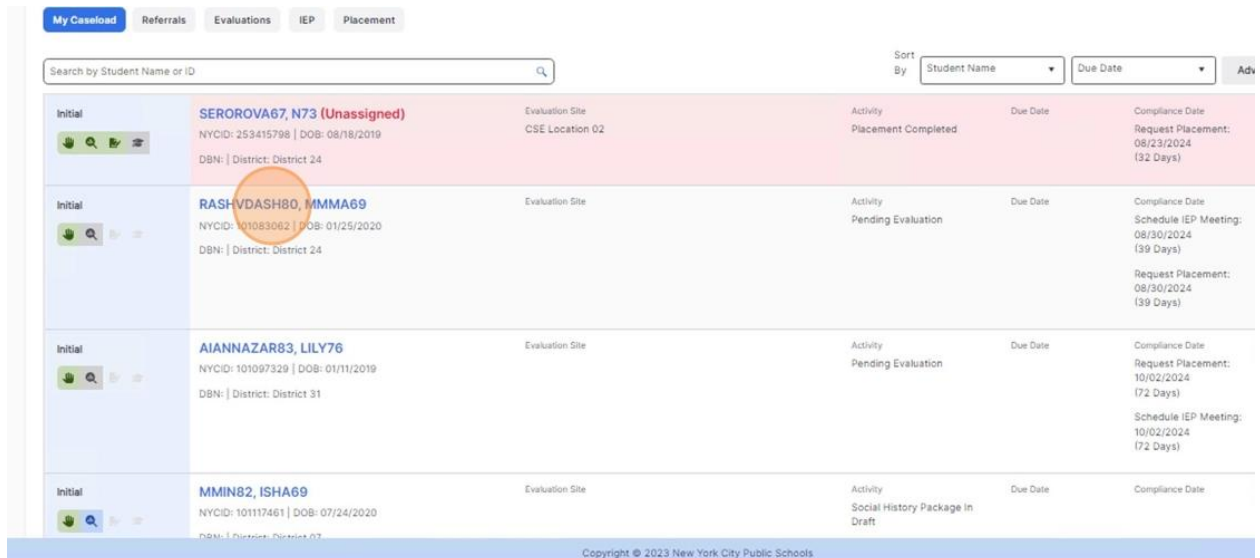 My Caseload Referrals Evaluations IEP Placement
Search by Student Name or ID
Sort By Student Name Due Date Adv
Initial
SEROROVA67, N73 (Unassigned)
NYCID: 253415798 | DOB: 08/18/2019
DBN: | District: District 24
Evaluation Site
CSE Location 02
Activity
Placement Completed
Due Date
Compliance Date
Request Placement:
08/23/2024
(32 Days)
Initial
RASHVDASH80, MMMA69
NYCID: 101083062 | DOB: 01/25/2020
DBN: | District: District 24
Evaluation Site
Activity
Pending Evaluation
Due Date
Compliance Date
Schedule IEP Meeting:
08/30/2024
(39 Days)
Request Placement:
08/30/2024
(39 Days)
Initial
AIANNAZAR83, LILY76
NYCID: 101097329 | DOB: 01/11/2019
DBN: | District: District 31
Evaluation Site
Activity
Pending Evaluation
Due Date
Compliance Date
Request Placement:
10/02/2024
(72 Days)
Schedule IEP Meeting:
10/02/2024
(72 Days)
Initial
MMIN82, ISHA69
NYCID: 101117461 | DOB: 07/24/2020
DBN: | District: District 07
Evaluation Site
Activity
Social History Package In
Draft
Due Date
Compliance Date
Copyright © 2023 New York City Public Schools